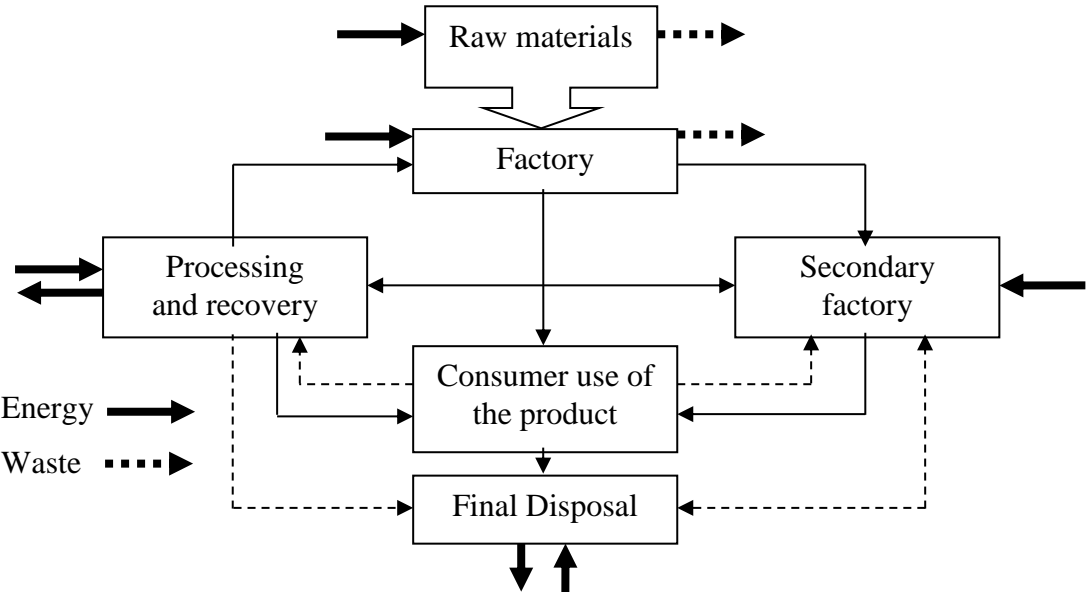 Raw materials
Factory
Processing
and recovery
Secondary
factory
Consumer use of
the product
Energy
Waste
Final Disposal